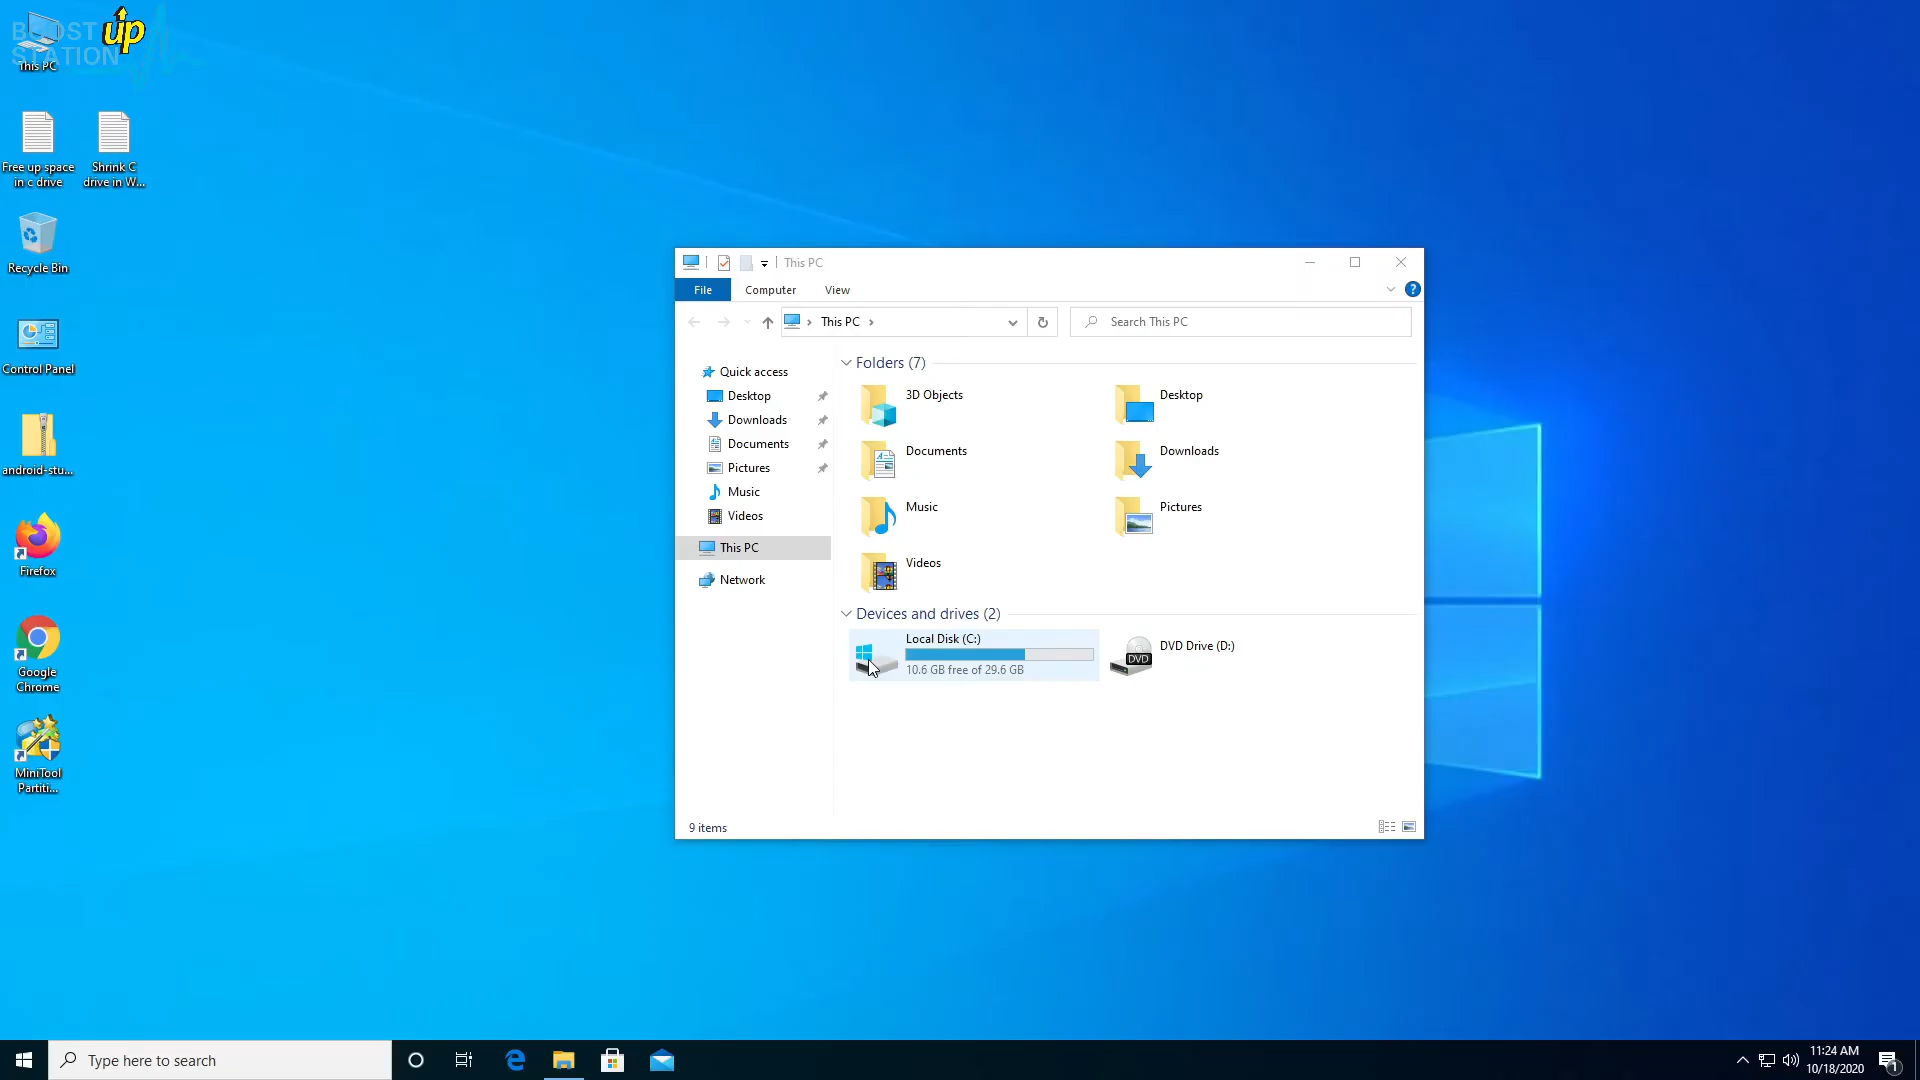 BOOST up
STATION
This PC
Free up space
in c drive
Shrink C
drive in W...
Recycle Bin
Control Panel
android-stu...
Firefox
Google
Chrome
MiniTool
Partiti...
This PC
File
Computer
View
?
This PC
Search This PC
Quick access
Desktop
Downloads
Documents
Pictures
Music
Videos
This PC
Network
Folders (7)
3D Objects
Desktop
Documents
Downloads
Music
Pictures
Videos
Devices and drives (2)
Local Disk (C:)
10.6 GB free of 29.6 GB
DVD
DVD Drive (D:)
9 items
Type here to search
11:24 AM
10/18/2020
1